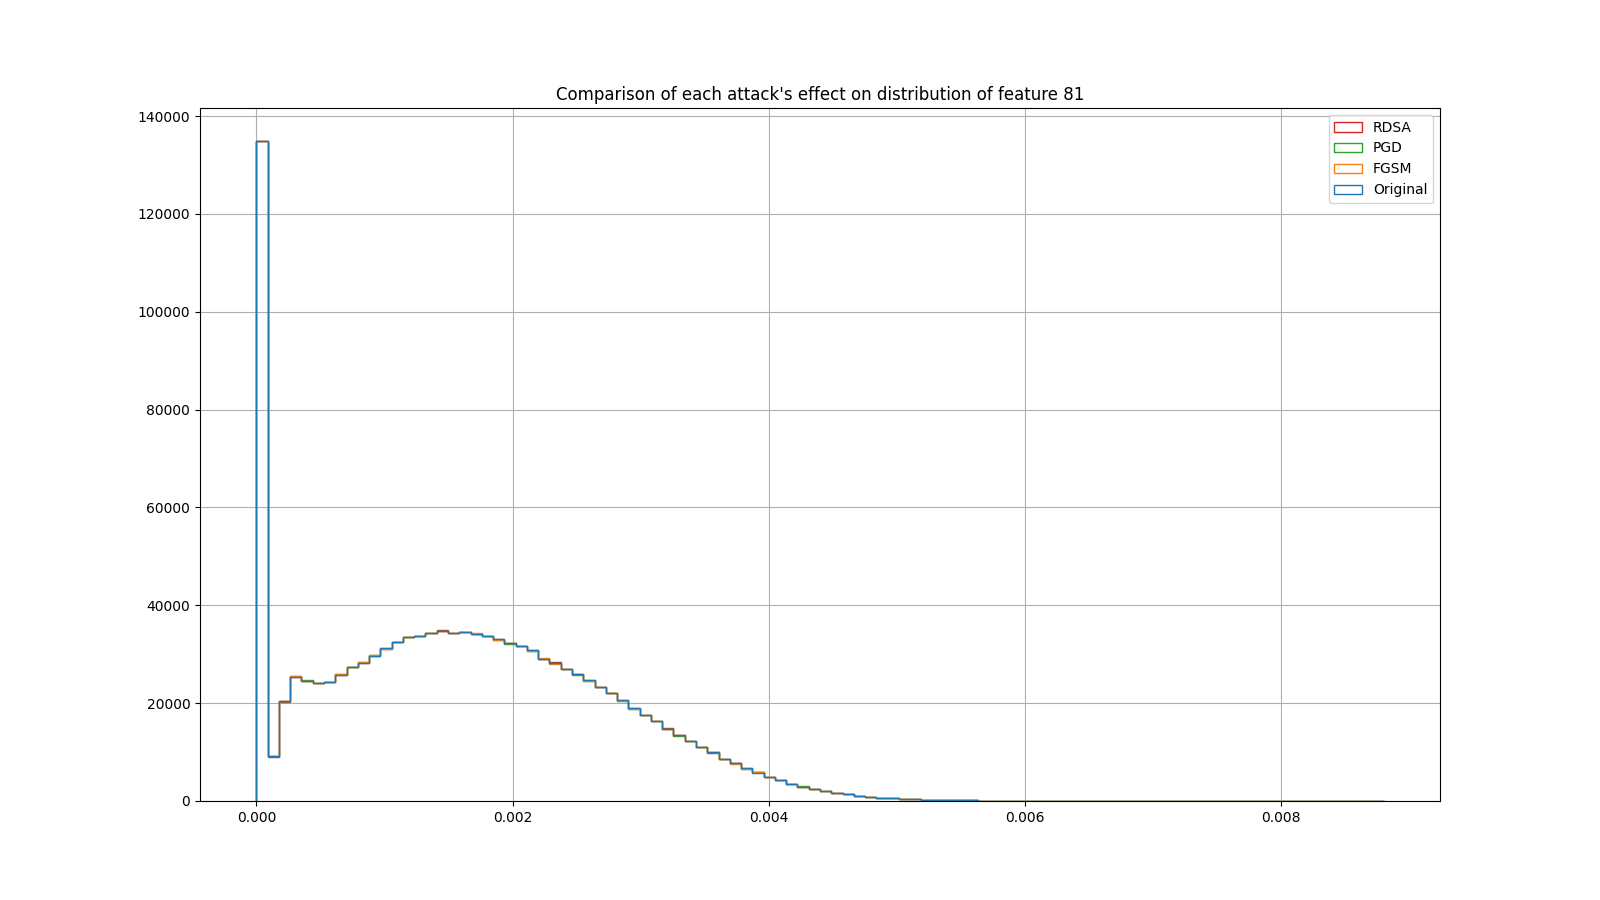 Comparison of each attack's effect on distribution of feature 81
140000
120000
100000
80000
60000
40000
20000
0
0.000
0.002
0.004
0.006
0.008
RDSA
PGD
FGSM
Original